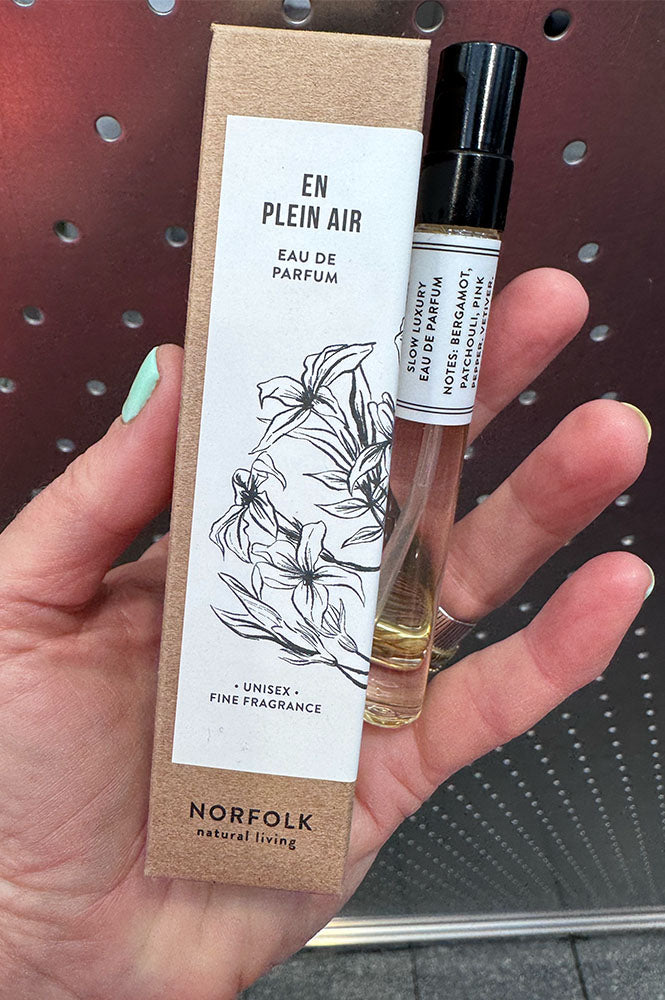 EN
PLEIN AIR
EAU DE
PARFUM
• UNISEX •
FINE FRAGRANCE
NORFOLK
natural living
SLOW LUXURY
EAU DE PARFUM
NOTES: BERGAMOT,
PATCHOULI, PINK
PEPPER, VETIVER.